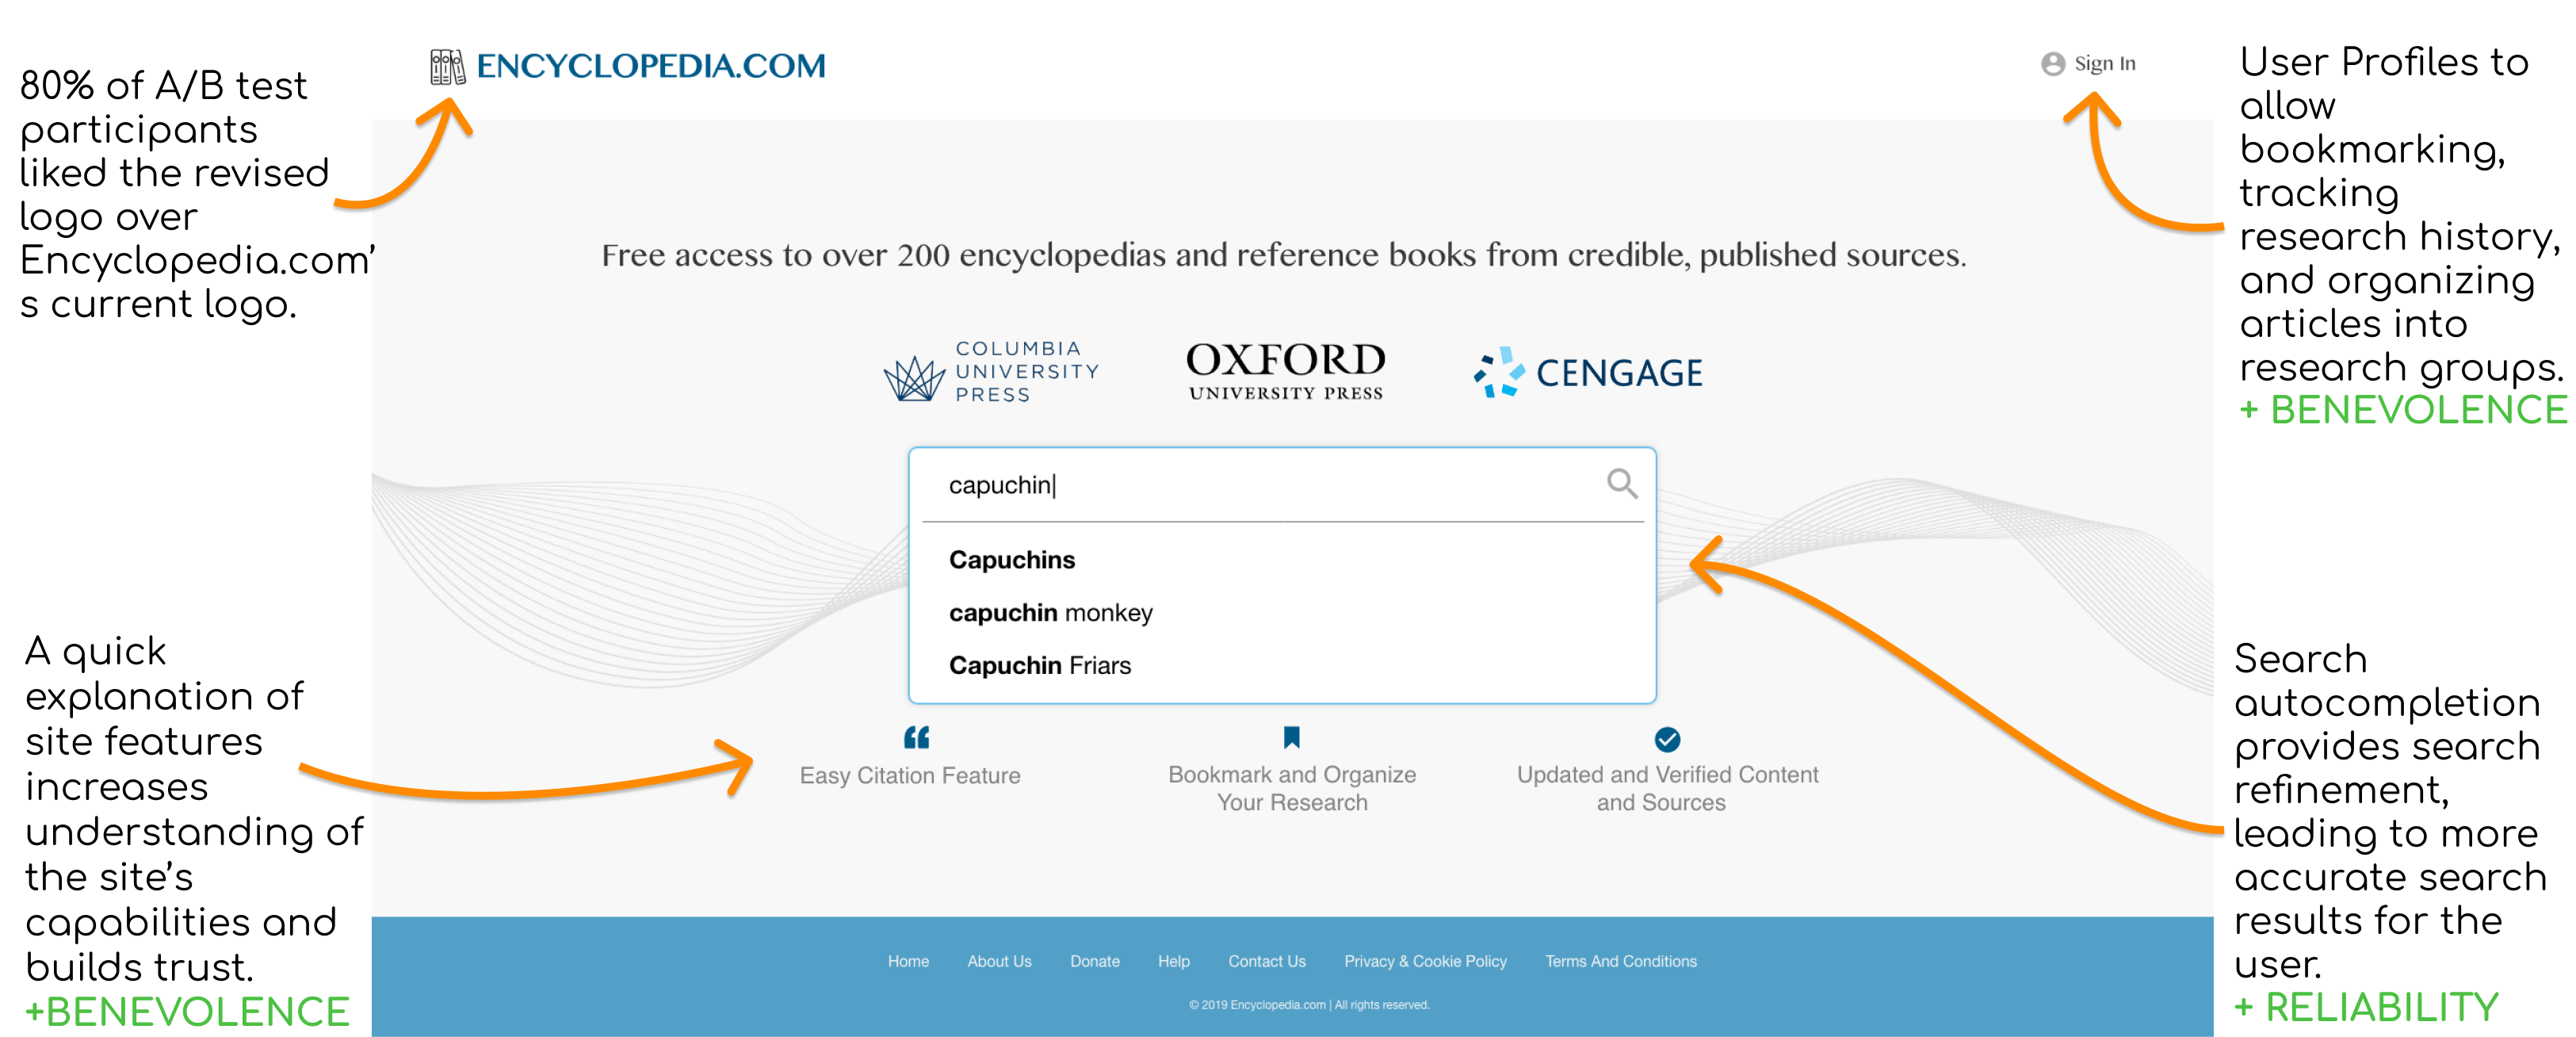 80% of A/B test
participants
liked the revised
logo over
Encyclopedia.com'
s current logo.
A quick
explanation of
site features
increases
understanding of
the site's
capabilities and
builds trust.
+BENEVOLENCE
ENCYCLOPEDIA.COM
Sign In
Free access to over 200 encyclopedias and reference books from credible, published sources.
COLUMBIA
UNIVERSITY
PRESS
OXFORD
UNIVERSITY PRESS
CENGAGE
capuchin
Capuchins
capuchin monkey
Capuchin Friars
Easy Citation Feature
Bookmark and Organize
Your Research
Updated and Verified Content
and Sources
Home About Us Donate Help Contact Us Privacy & Cookie Policy Terms And Conditions
© 2019 Encyclopedia.com | All rights reserved.
User Profiles to
allow
bookmarking,
tracking
research history,
and organizing
articles into
research groups.
+ BENEVOLENCE
Search
autocompletion
provides search
refinement,
leading to more
accurate search
results for the
user.
+ RELIABILITY